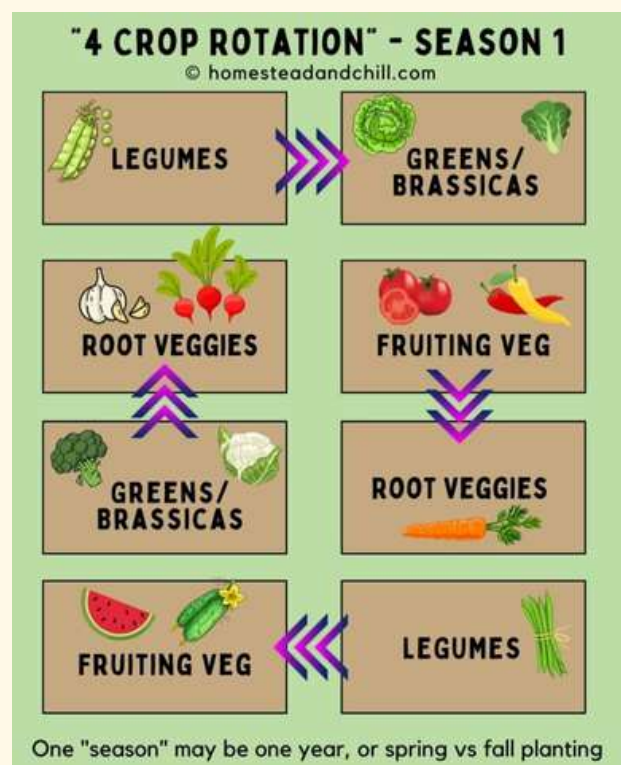 "4 CROP ROTATION" - SEASON 1
© homesteadandchill.com
LEGUMES
GREENS/
BRASSICAS
ROOT VEGGIES
FRUITING VEG
GREENS/
BRASSICAS
ROOT VEGGIES
FRUITING VEG
LEGUMES
One "season" may be one year, or spring vs fall planting